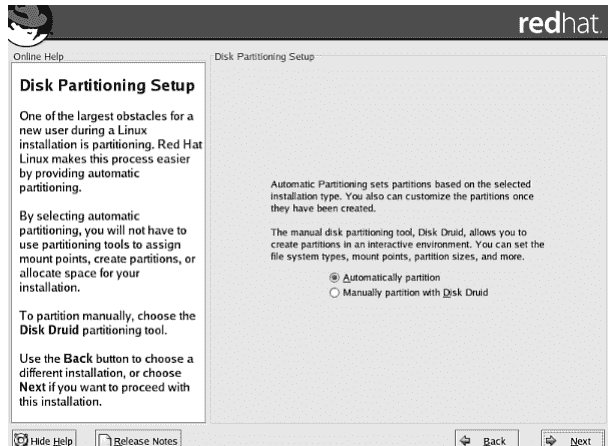 redhat.
Online Help
Disk Partitioning Setup
One of the largest obstacles for a
new user during a Linux
installation is partitioning. Red Hat
Linux makes this process easier
by providing automatic
partitioning.
By selecting automatic
partitioning, you will not have to
use partitioning tools to assign
mount points, create partitions, or
allocate space for your
installation.
To partition manually, choose the
Disk Druid partitioning tool.
Use the Back button to choose a
different installation, or choose
Next if you want to proceed with
this installation.
Disk Partitioning Setup
Automatic Partitioning sets partitions based on the selected
installation type. You also can customize the partitions once
they have been created.
The manual disk partitioning tool, Disk Druid, allows you to
create partitions in an interactive environment. You can set the
file system types, mount points, partition sizes, and more.
Automatically partition
Manually partition with Disk Druid
Hide Help
Release Notes
Back
Next